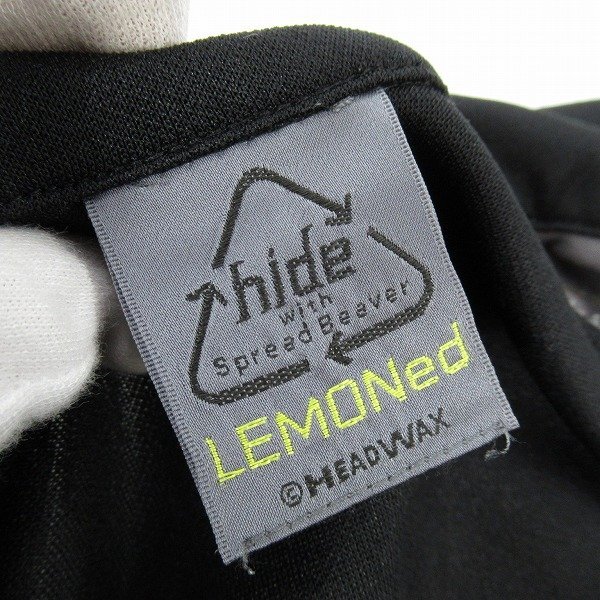 hide
with
Spread Beaver
LEMONed
©HEADWAX